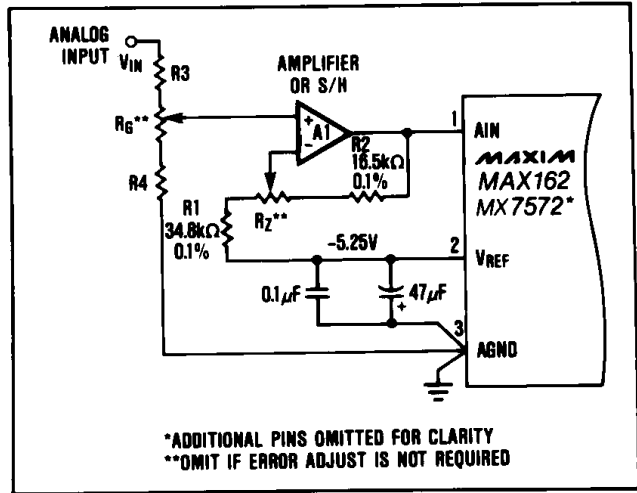 ANALOG
INPUT
VIN
R3
AMPLIFIER
OR S/H
RG**
+
A1
−
1
AIN
R2
16.5kΩ
0.1%
MAXIM
MAX162
MX7572*
R4
R1
34.8kΩ
0.1%
RZ**
-5.25V
2
VREF
0.1µF
47µF
+
3
AGND
*ADDITIONAL PINS OMITTED FOR CLARITY
**OMIT IF ERROR ADJUST IS NOT REQUIRED